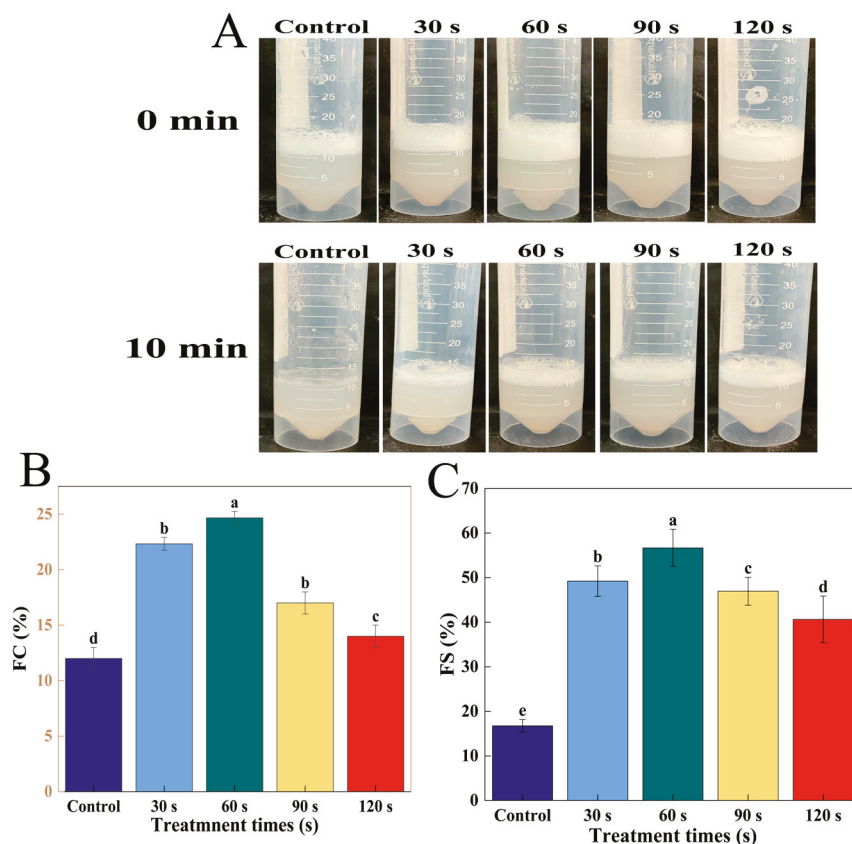 A
Control 30 s 60 s 90 s 120 s
0 min
Control 30 s 60 s 90 s 120 s
10 min
B
FC (%)
25
20
15
10
5
0
d b a b c
Control 30 s 60 s 90 s 120 s
Treatmnent times (s)
C
FS (%)
70
60
50
40
30
20
10
0
e b a c d
Control 30 s 60 s 90 s 120 s
Treatment times (s)